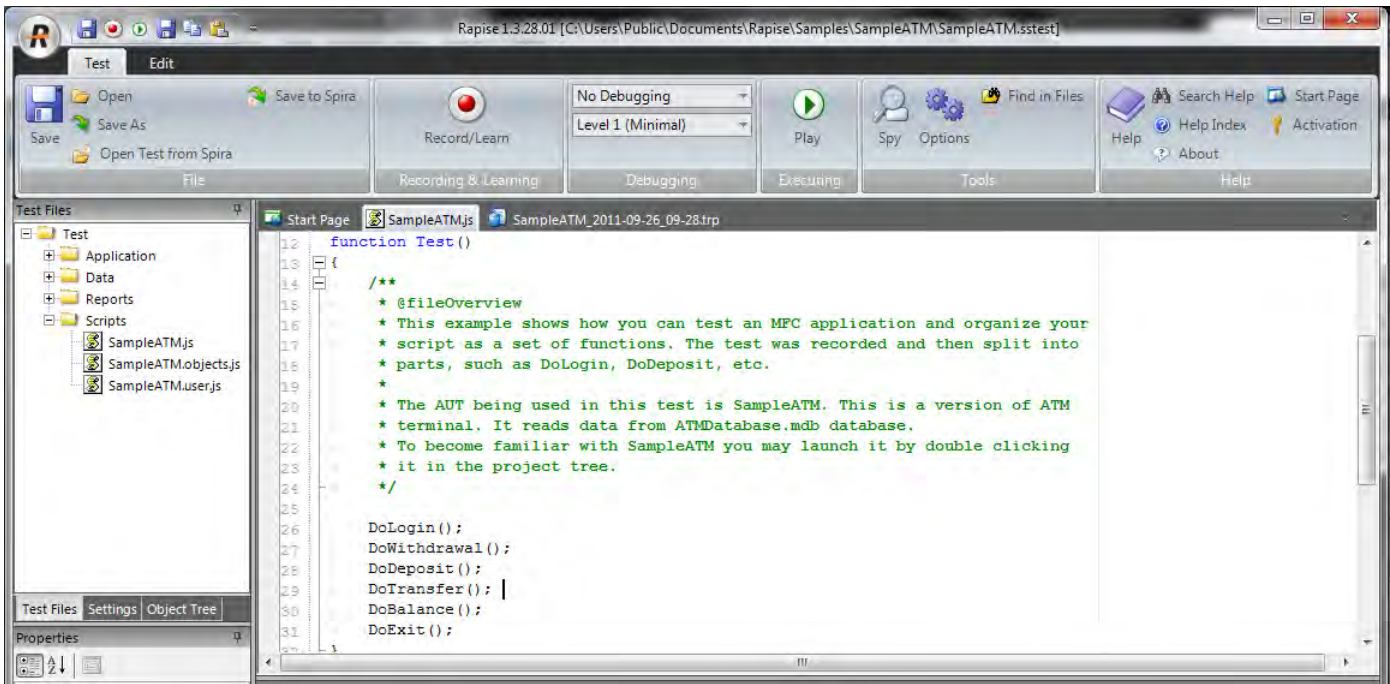 Rapise 1.3.28.01 [C:\Users\Public\Documents\Rapise\Samples\SampleATM\SampleATM.sstest]
Test Edit
Save
Open
Save As
Open Test from Spira
Save to Spira
File
Record/Learn
Recording & Learning
No Debugging
Level 1 (Minimal)
Debugging
Play
Executing
Spy
Options
Find in Files
Tools
Help
Search Help
Help Index
About
Start Page
Activation
Help
Test Files
Test
Application
Data
Reports
Scripts
SampleATM.js
SampleATM.objects.js
SampleATM.user.js
Test Files Settings Object Tree
Properties
Start Page SampleATM.js SampleATM_2011-09-26_09-28.trp
12 function Test()
13 {
14 /**
15 * @fileOverview
16 * This example shows how you can test an MFC application and organize your
17 * script as a set of functions. The test was recorded and then split into
18 * parts, such as DoLogin, DoDeposit, etc.
19 *
20 * The AUT being used in this test is SampleATM. This is a version of ATM
21 * terminal. It reads data from ATMDatabase.mdb database.
22 * To become familiar with SampleATM you may launch it by double clicking
23 * it in the project tree.
24 */
25
26 DoLogin();
27 DoWithdrawal();
28 DoDeposit();
29 DoTransfer();
30 DoBalance();
31 DoExit();